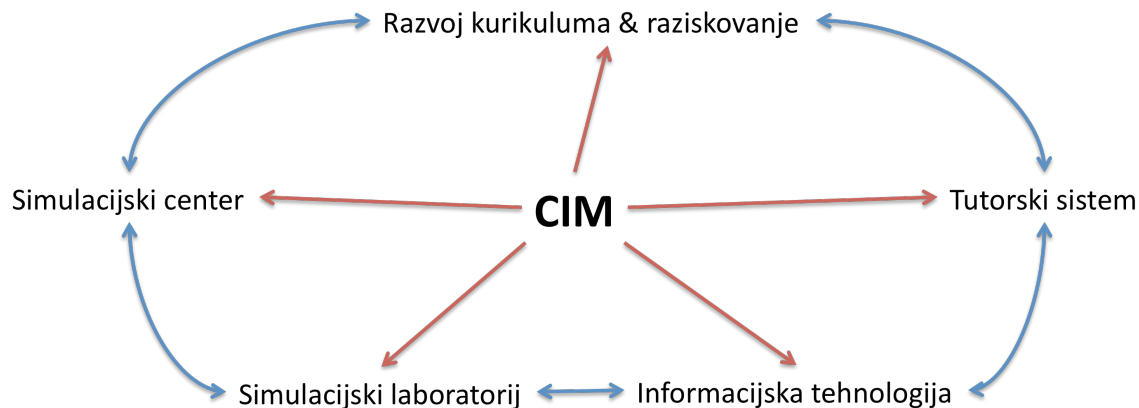 Razvoj kurikuluma & raziskovanje
Simulacijski center
CIM
Tutorski sistem
Simulacijski laboratorij
Informacijska tehnologija